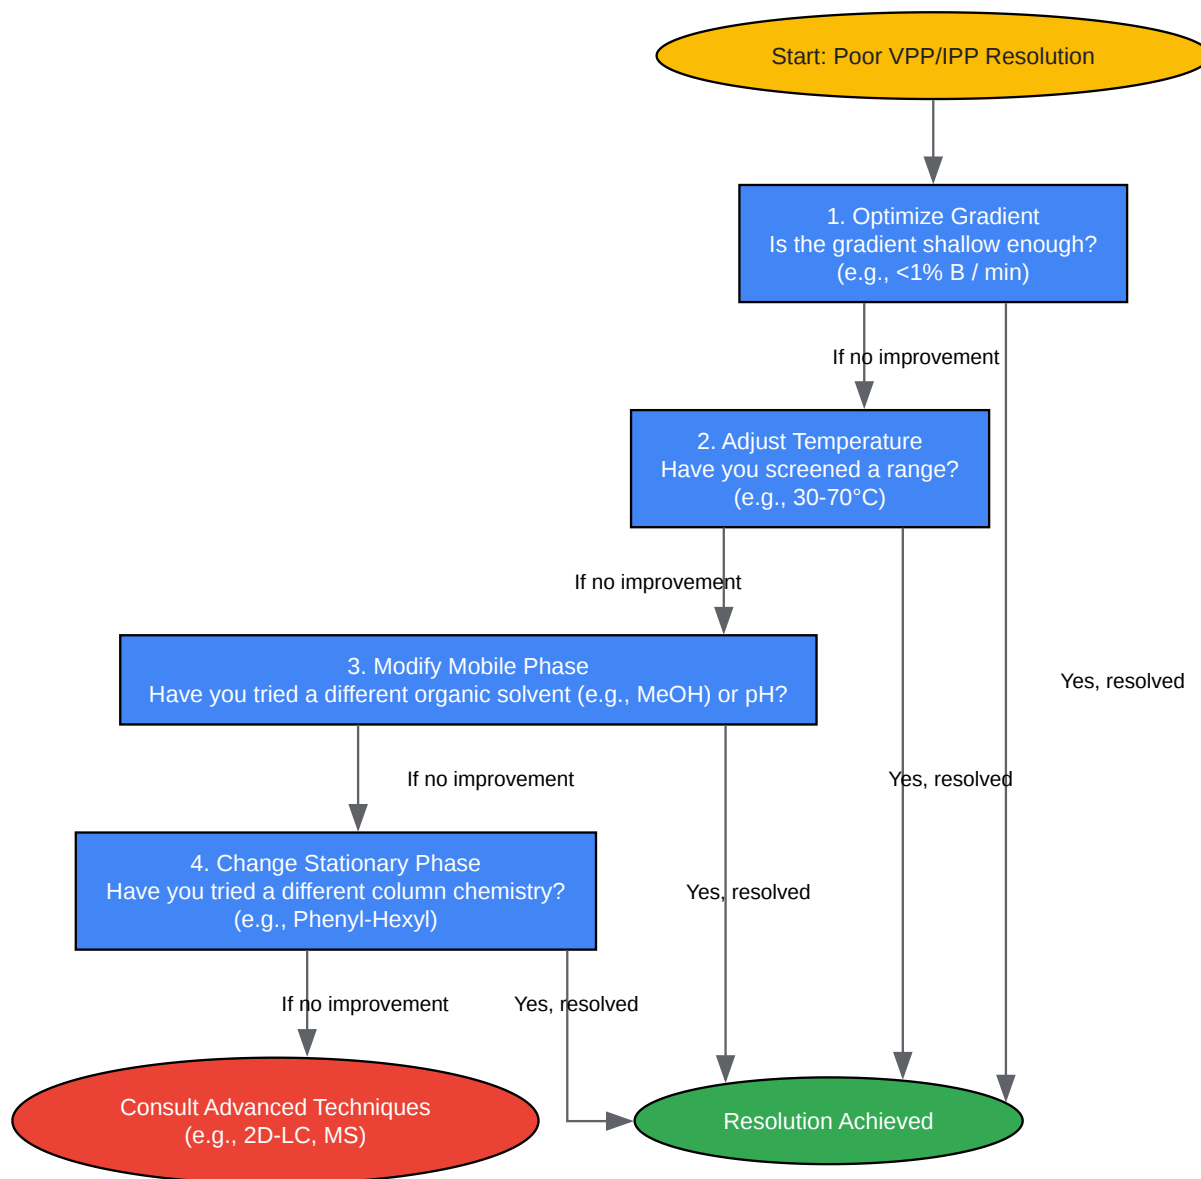 Start: Poor VPP/IPP Resolution
1. Optimize Gradient
Is the gradient shallow enough?
(e.g., <1% B / min)
If no improvement
2. Adjust Temperature
Have you screened a range?
(e.g., 30-70°C)
If no improvement
3. Modify Mobile Phase
Have you tried a different organic solvent (e.g., MeOH) or pH?
Yes, resolved
If no improvement
Yes, resolved
4. Change Stationary Phase
Have you tried a different column chemistry?
(e.g., Phenyl-Hexyl)
Yes, resolved
If no improvement
Yes, resolved
Consult Advanced Techniques
(e.g., 2D-LC, MS)
Resolution Achieved